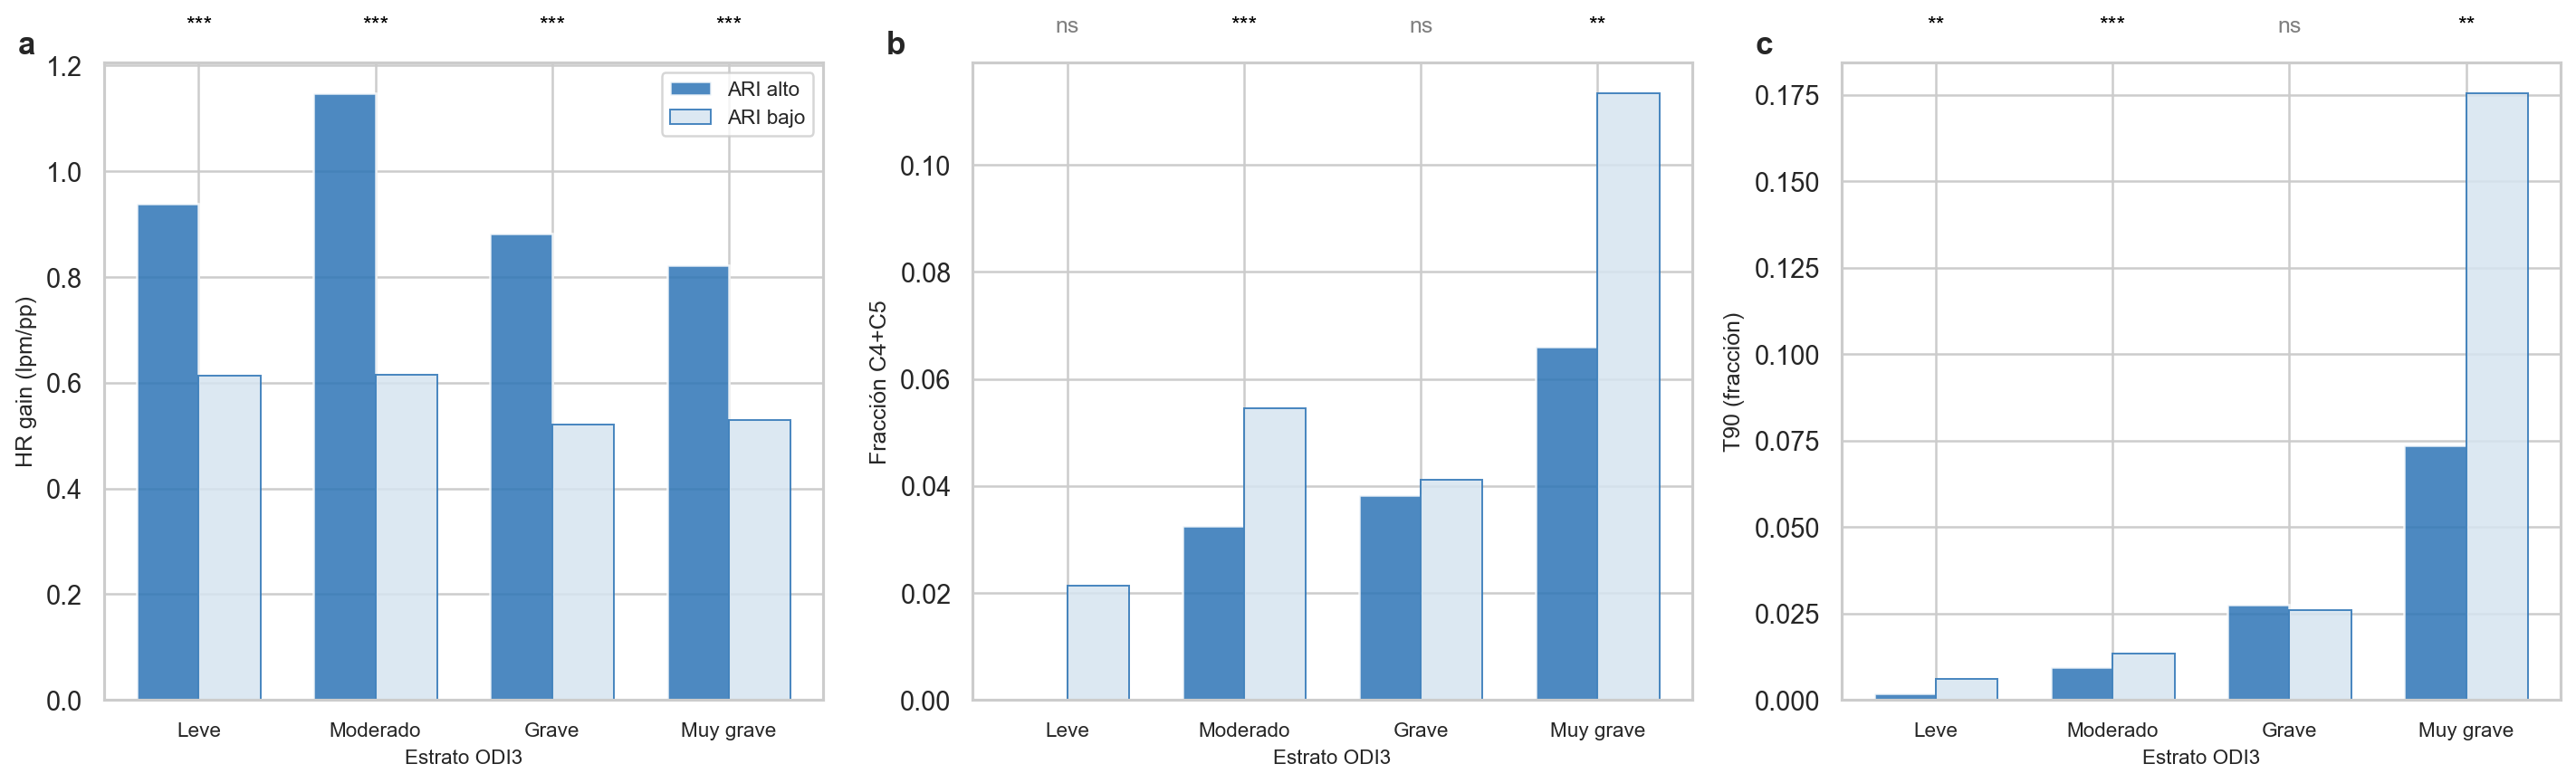 *** *** *** ***
a
1.2
1.0
0.8
0.6
0.4
0.2
0.0
HR gain (lpm/pp)
ARI alto
ARI bajo
Leve Moderado Grave Muy grave
Estrato ODI3
ns *** ns **
b
0.10
0.08
0.06
0.04
0.02
0.00
Fracción C4+C5
Leve Moderado Grave Muy grave
Estrato ODI3
** *** ns **
c
0.175
0.150
0.125
0.100
0.075
0.050
0.025
0.000
T90 (fracción)
Leve Moderado Grave Muy grave
Estrato ODI3